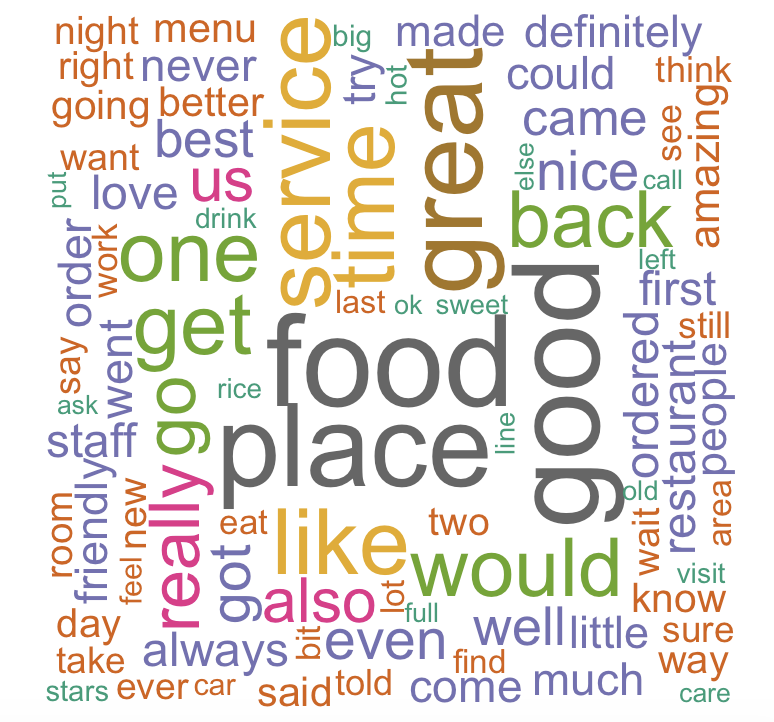 night menu
service
big
made definitely
right never
try
hot
great
could
think
going better
came
see
amazing
best
time
want
else
nice
call
put
love us
back
drink
order
work
one
left
first
last ok sweet
get
still
food
good
say
went
ordered
restaurant
people
rice
ask
go
place
line
staff
friendly
really
old
room
new
eat
like
two
wait
area
feel
got
would
visit
also
lot
full
know
day
always
bit
even
well little sure
take
find
way
stars ever car said told come much care